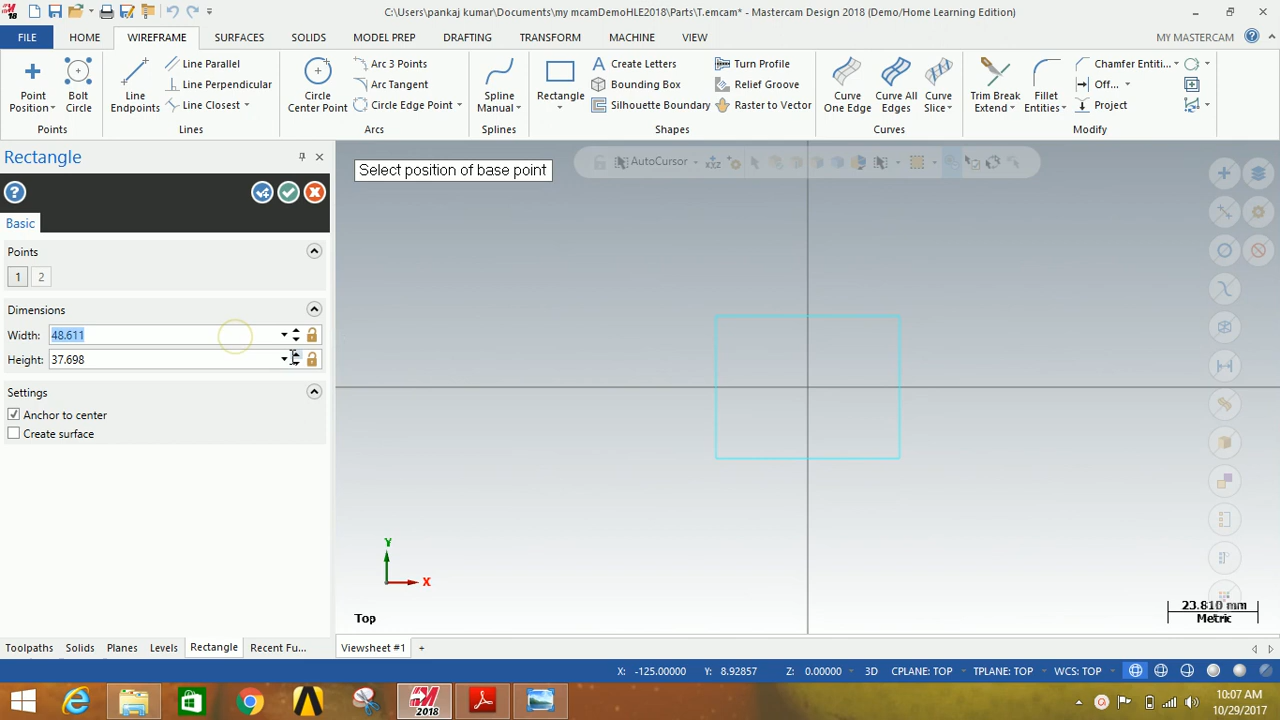 C:\Users\pankaj kumar\Documents\my mcamDemoHLE2018\Parts\T.emcam* - Mastercam Design 2018 (Demo/Home Learning Edition)
FILE HOME WIREFRAME SURFACES SOLIDS MODEL PREP DRAFTING TRANSFORM MACHINE VIEW MY MASTERCAM
Point Position
Bolt Circle
Points
Line Endpoints
Line Parallel
Line Perpendicular
Line Closest
Lines
Circle Center Point
Arc 3 Points
Arc Tangent
Circle Edge Point
Arcs
Spline Manual
Splines
Rectangle
Create Letters
Bounding Box
Silhouette Boundary
Turn Profile
Relief Groove
Raster to Vector
Shapes
Curve One Edge
Curve All Edges
Curve Slice
Curves
Trim Break Extend
Fillet Entities
Chamfer Entiti...
Off...
Project
Modify
Rectangle
Basic
Points
1 2
Dimensions
Width: 48.611
Height: 37.698
Settings
Anchor to center
Create surface
Select position of base point
AutoCursor
Y
X
Top
23.810 mm
Metric
Toolpaths Solids Planes Levels Rectangle Recent Fu...
Viewsheet #1 +
X: -125.00000 Y: 8.92857 Z: 0.00000 3D CPLANE: TOP TPLANE: TOP WCS: TOP
2018
10:07 AM
10/29/2017